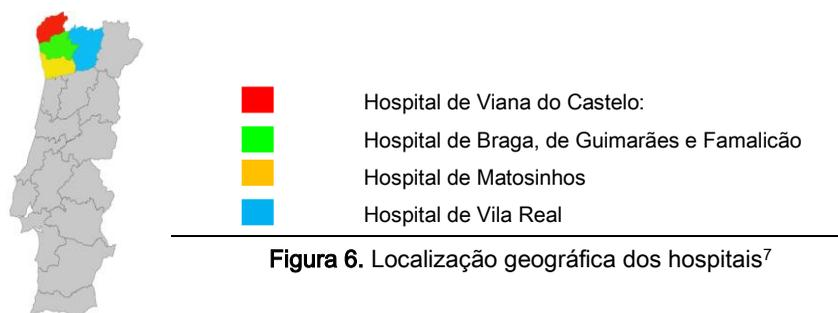 Hospital de Viana do Castelo:
Hospital de Braga, de Guimarães e Famalicão
Hospital de Matosinhos
Hospital de Vila Real
Figura 6. Localização geográfica dos hospitais⁷